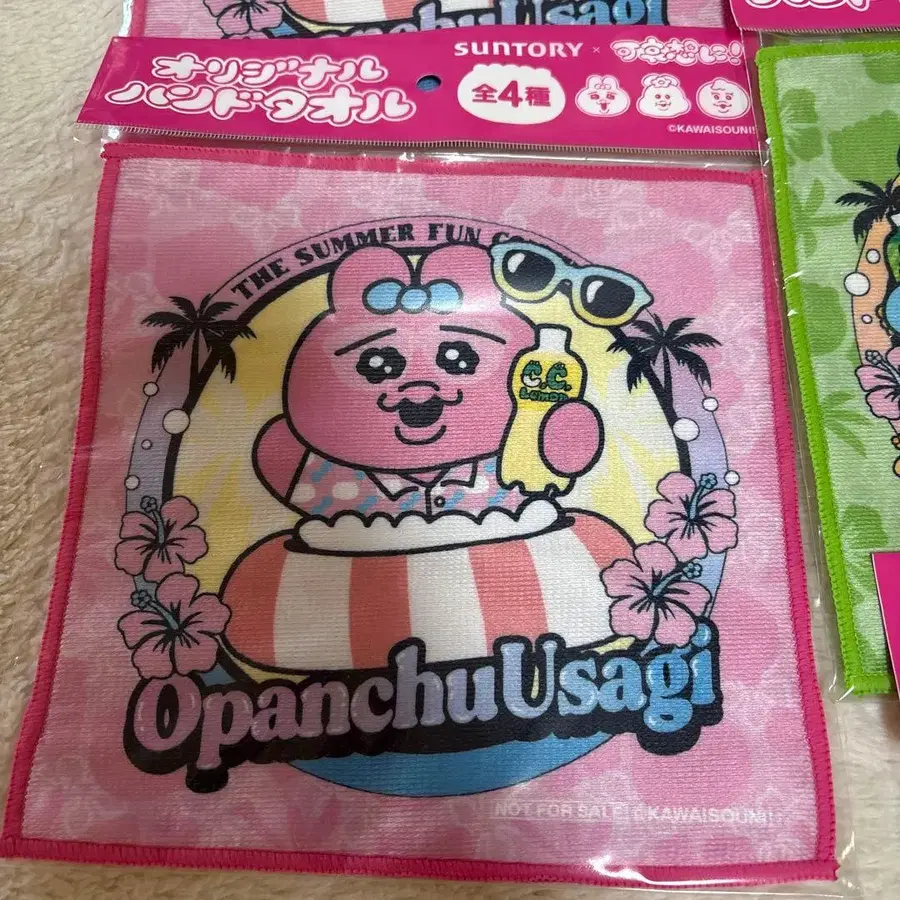 OpanchuUsagi
オリジナル
ハンドタオル
SUNTORY × 可哀想に!
全4種
©KAWAISOUNI!
THE SUMMER FUN
C.C.
Lemon
OpanchuUsagi
NOT FOR SALE ©KAWAISOUNI!